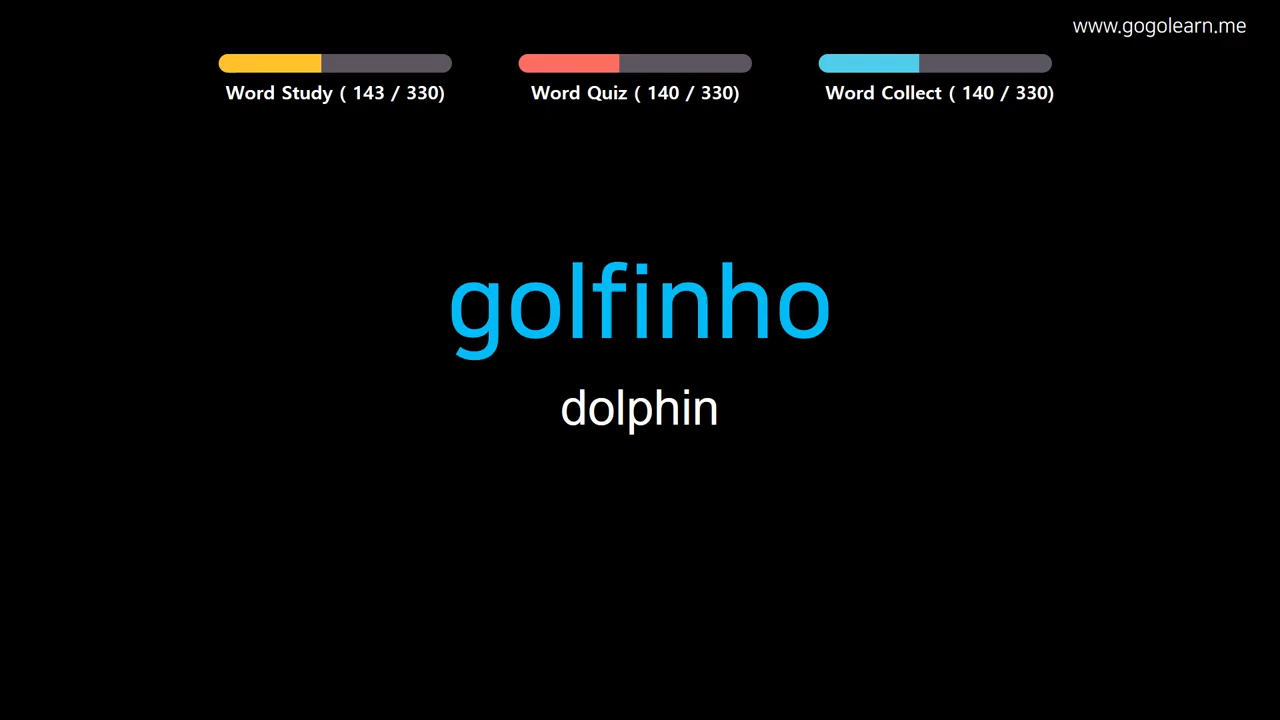 www.gogolearn.me
Word Study ( 143 / 330)
Word Quiz ( 140 / 330)
Word Collect ( 140 / 330)
golfinho
dolphin